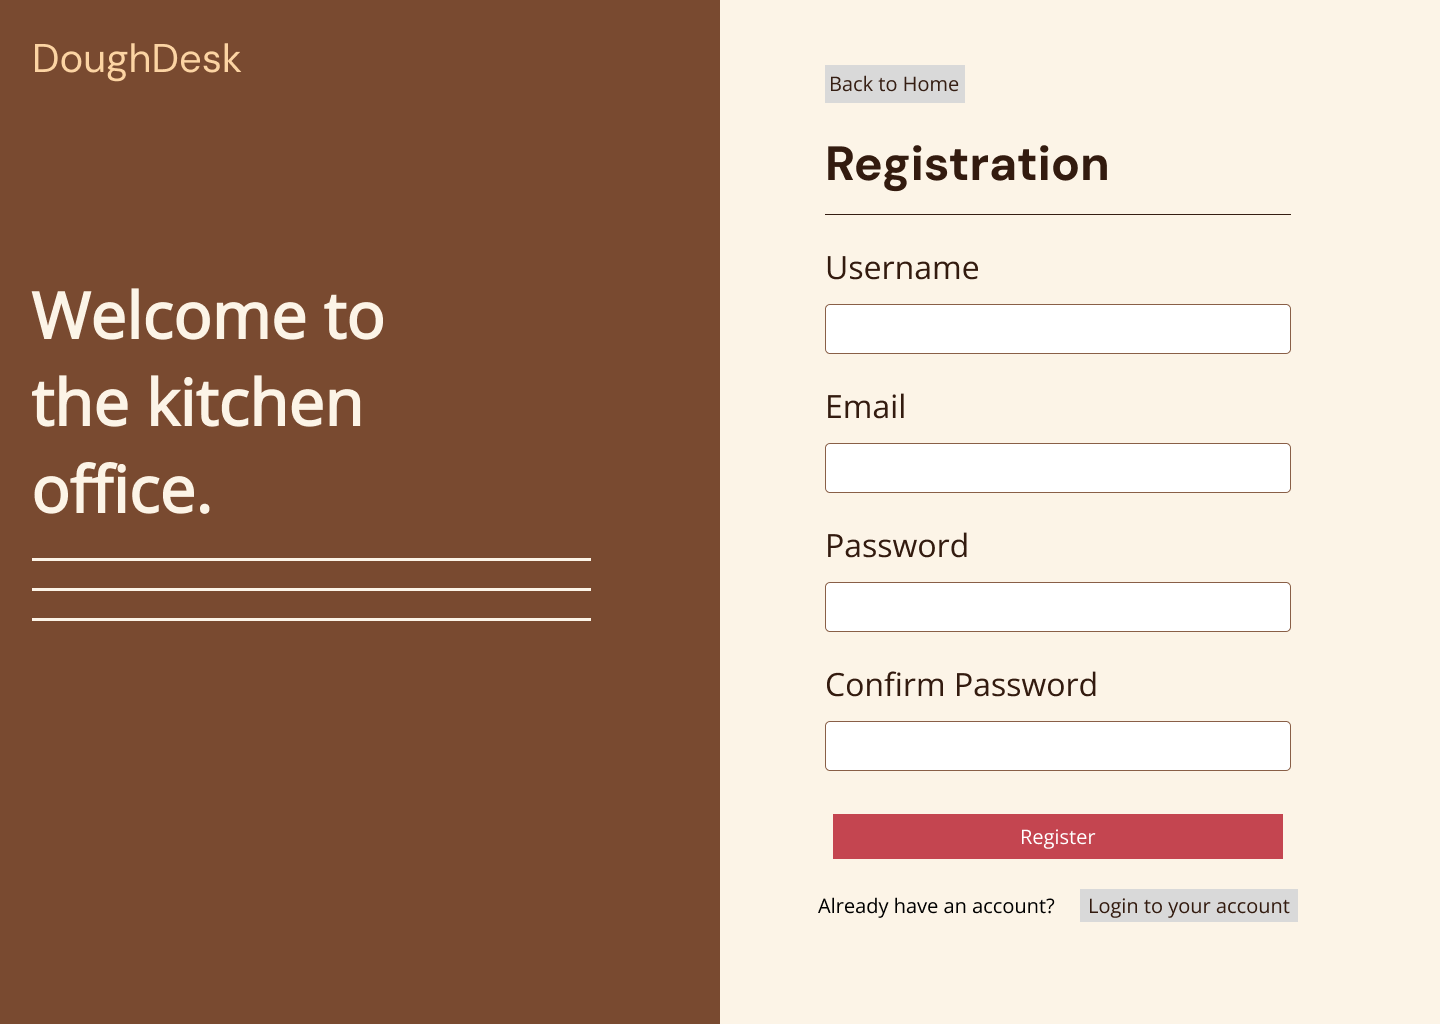 DoughDesk
Welcome to
the kitchen
office.
Back to Home
Registration
Username
Email
Password
Confirm Password
Register
Already have an account? Login to your account